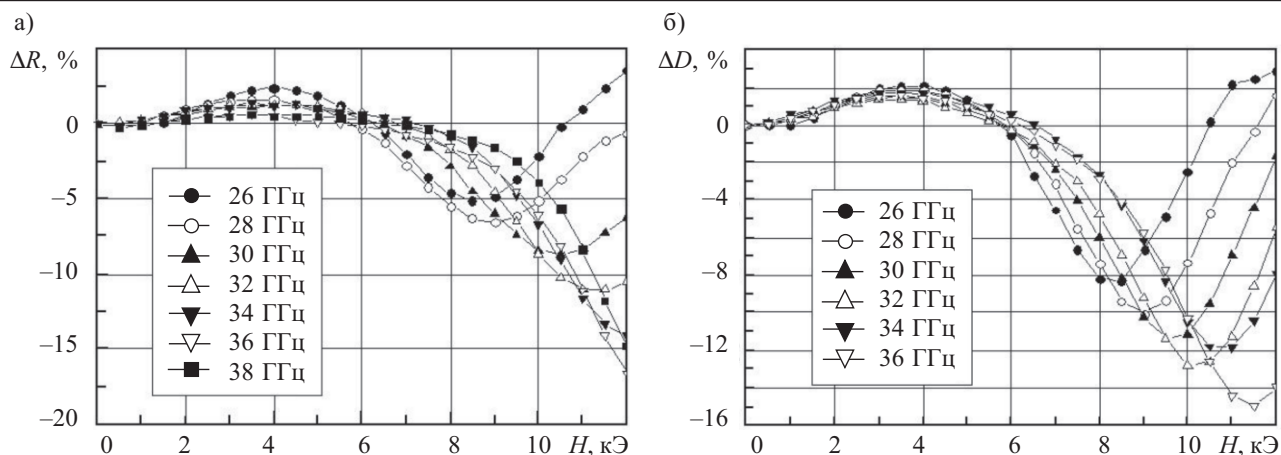 а)
ΔR, %
0
–5
–10
–15
–20
26 ГГц
28 ГГц
30 ГГц
32 ГГц
34 ГГц
36 ГГц
38 ГГц
0 2 4 6 8 10 H, кЭ
б)
ΔD, %
0
–4
–8
–12
–16
26 ГГц
28 ГГц
30 ГГц
32 ГГц
34 ГГц
36 ГГц
0 2 4 6 8 10 H, кЭ